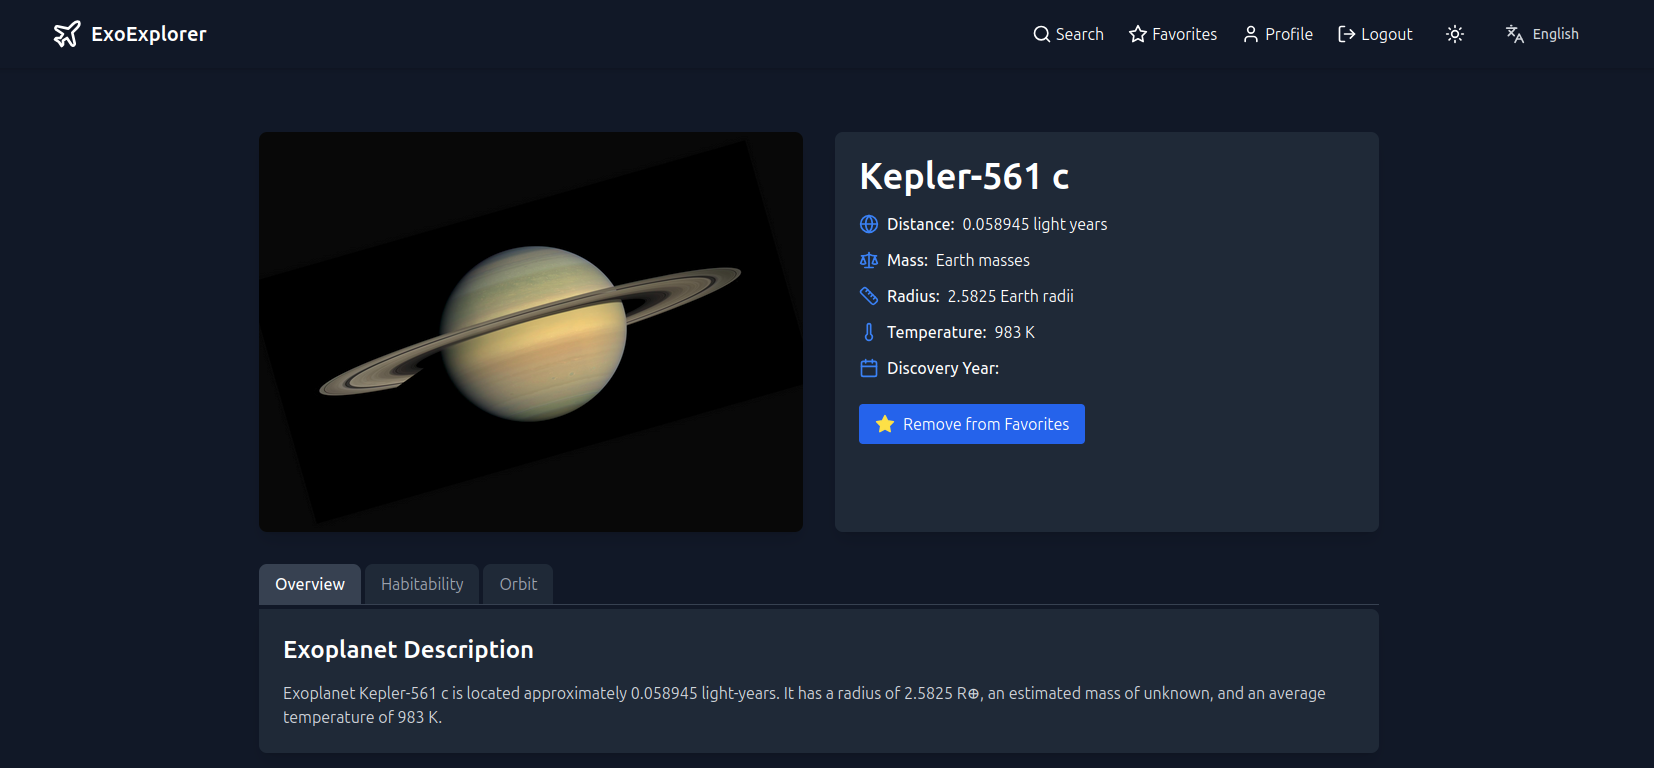 ExoExplorer
Search
Favorites
Profile
Logout
English
Kepler-561 c
Distance: 0.058945 light years
Mass: Earth masses
Radius: 2.5825 Earth radii
Temperature: 983 K
Discovery Year:
Remove from Favorites
Overview
Habitability
Orbit
Exoplanet Description
Exoplanet Kepler-561 c is located approximately 0.058945 light-years. It has a radius of 2.5825 R⊕, an estimated mass of unknown, and an average
temperature of 983 K.